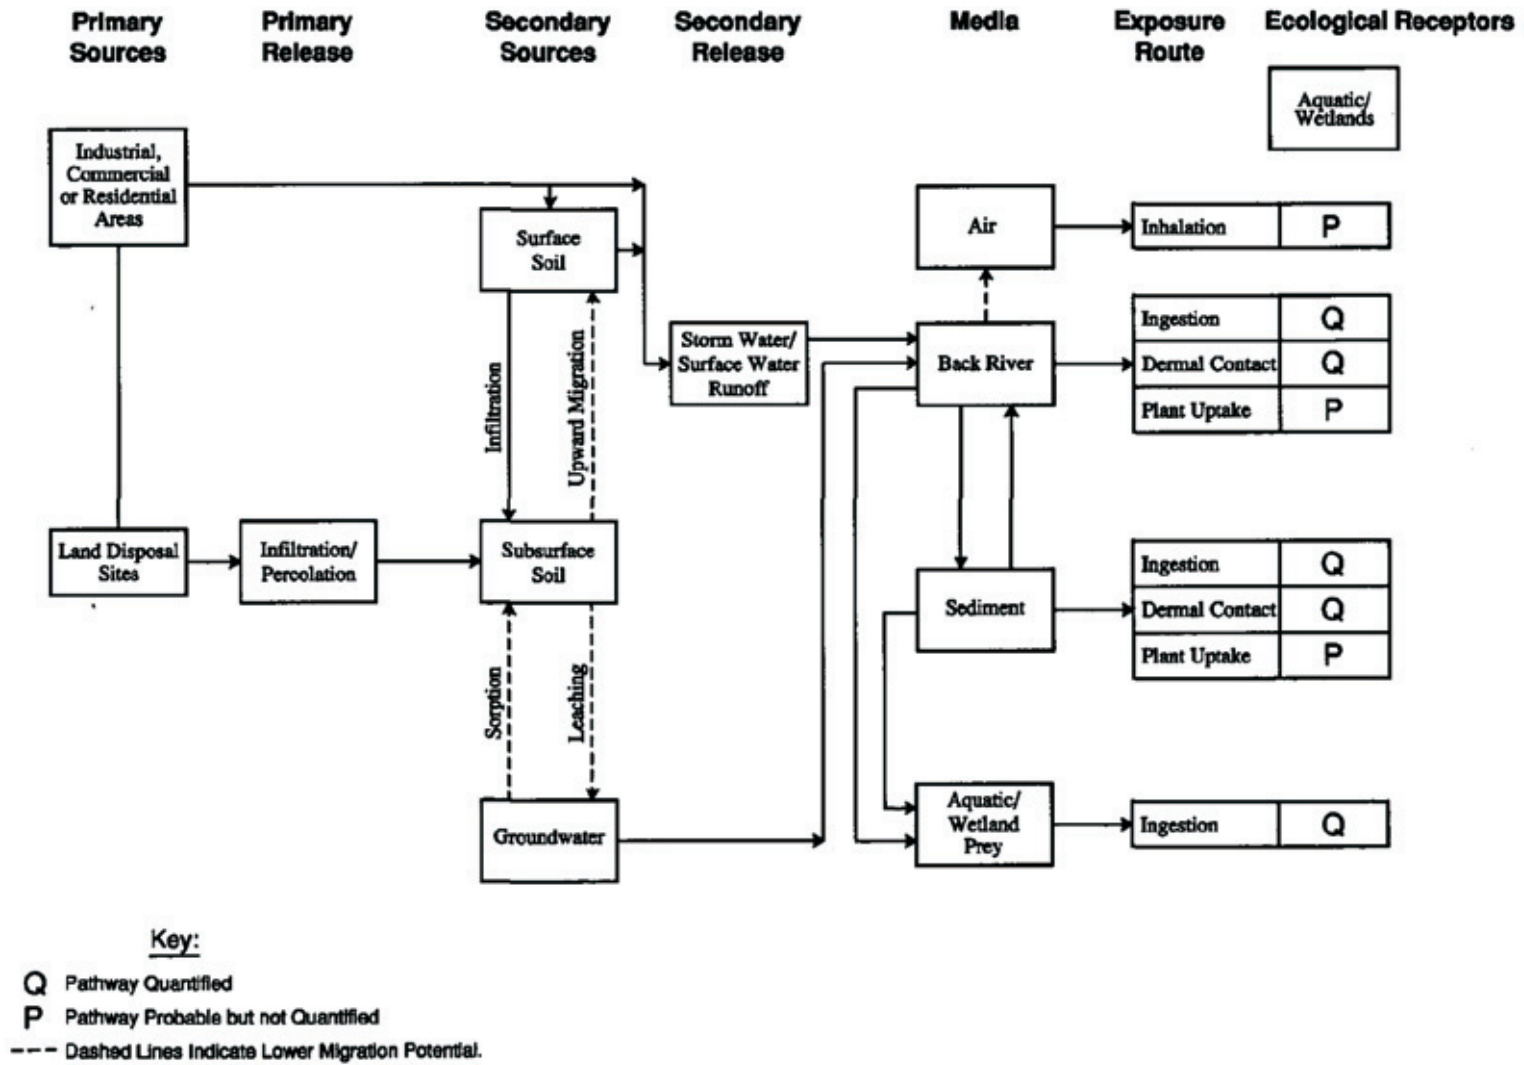 Primary
Sources
Primary
Release
Secondary
Sources
Secondary
Release
Media
Exposure
Route
Ecological Receptors
Aquatic/
Wetlands
Industrial,
Commercial
or Residential
Areas
Surface
Soil
Air
Inhalation
P
Storm Water/
Surface Water
Runoff
Back River
Ingestion
Q
Dermal Contact
Q
Plant Uptake
P
Infiltration
Upward Migration
Land Disposal
Sites
Infiltration/
Percolation
Subsurface
Soil
Sediment
Ingestion
Q
Dermal Contact
Q
Plant Uptake
P
Sorption
Leaching
Groundwater
Aquatic/
Wetland
Prey
Ingestion
Q
Key:
Q Pathway Quantified
P Pathway Probable but not Quantified
---- Dashed Lines Indicate Lower Migration Potential.